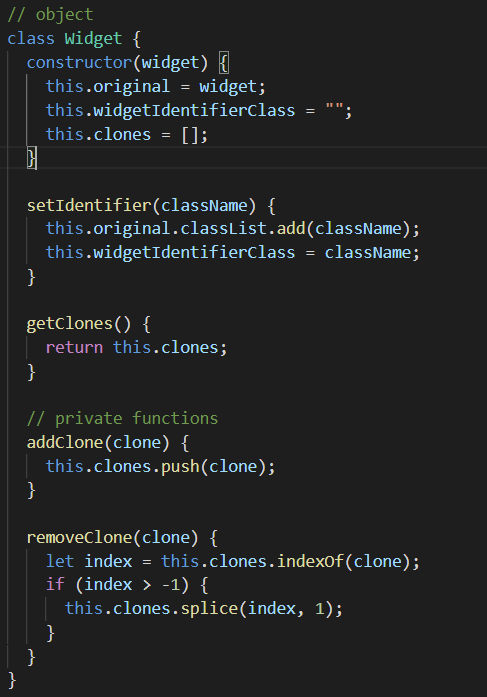 // object
class Widget {
  constructor(widget) {
    this.original = widget;
    this.widgetIdentifierClass = "";
    this.clones = [];
  }

  setIdentifier(className) {
    this.original.classList.add(className);
    this.widgetIdentifierClass = className;
  }

  getClones() {
    return this.clones;
  }

  // private functions
  addClone(clone) {
    this.clones.push(clone);
  }

  removeClone(clone) {
    let index = this.clones.indexOf(clone);
    if (index > -1) {
      this.clones.splice(index, 1);
    }
  }
}